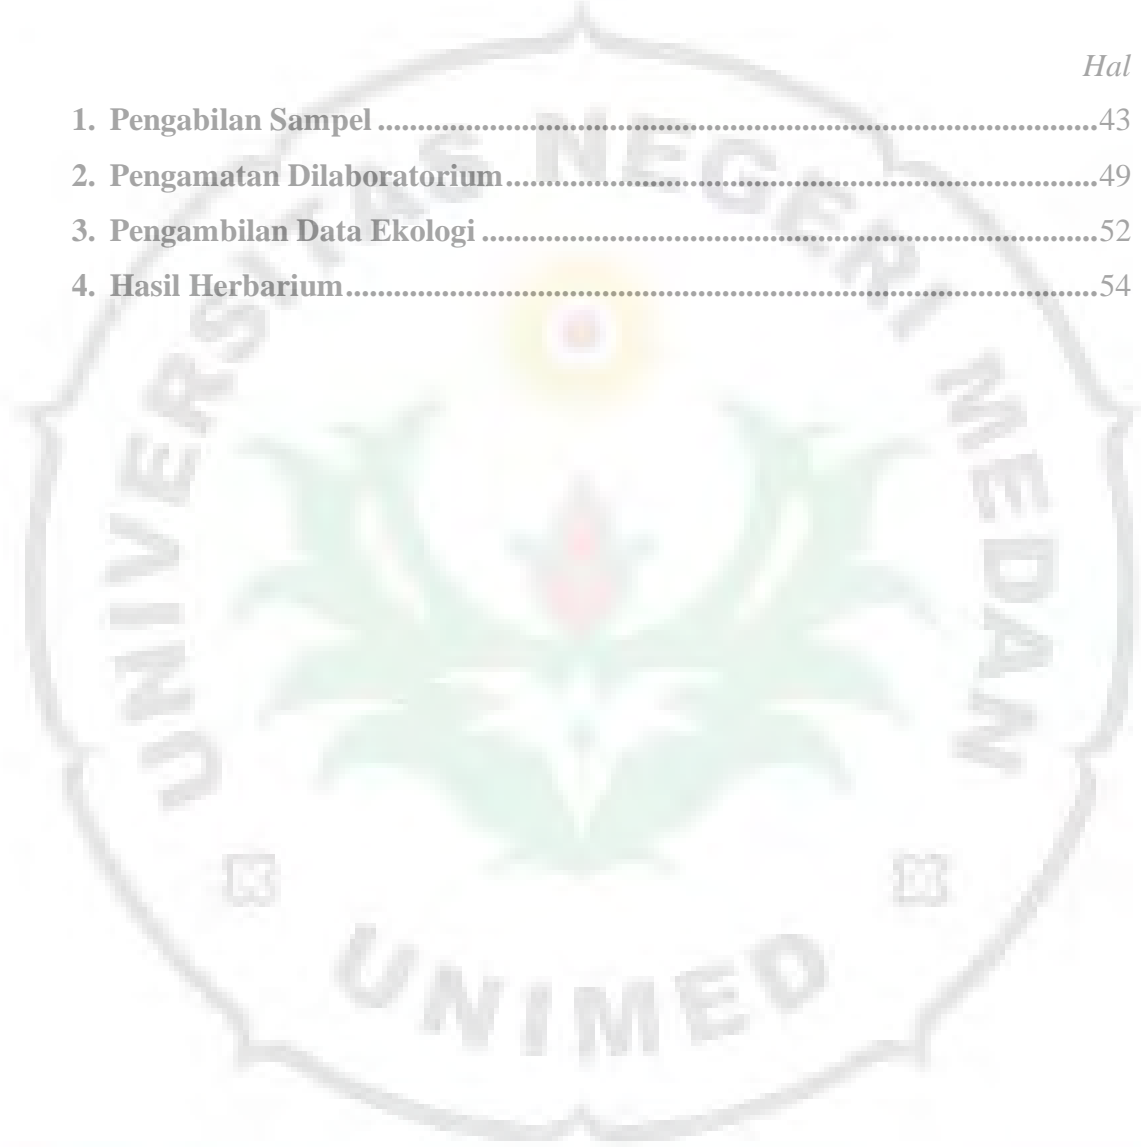 Hal
1. Pengabilan Sampel ........................................................................................... 43
2. Pengamatan Dilaboratorium........................................................................... 49
3. Pengambilan Data Ekologi .............................................................................. 52
4. Hasil Herbarium................................................................................................ 54
UNIVERSITAS NEGERI MEDAN
UNIMED